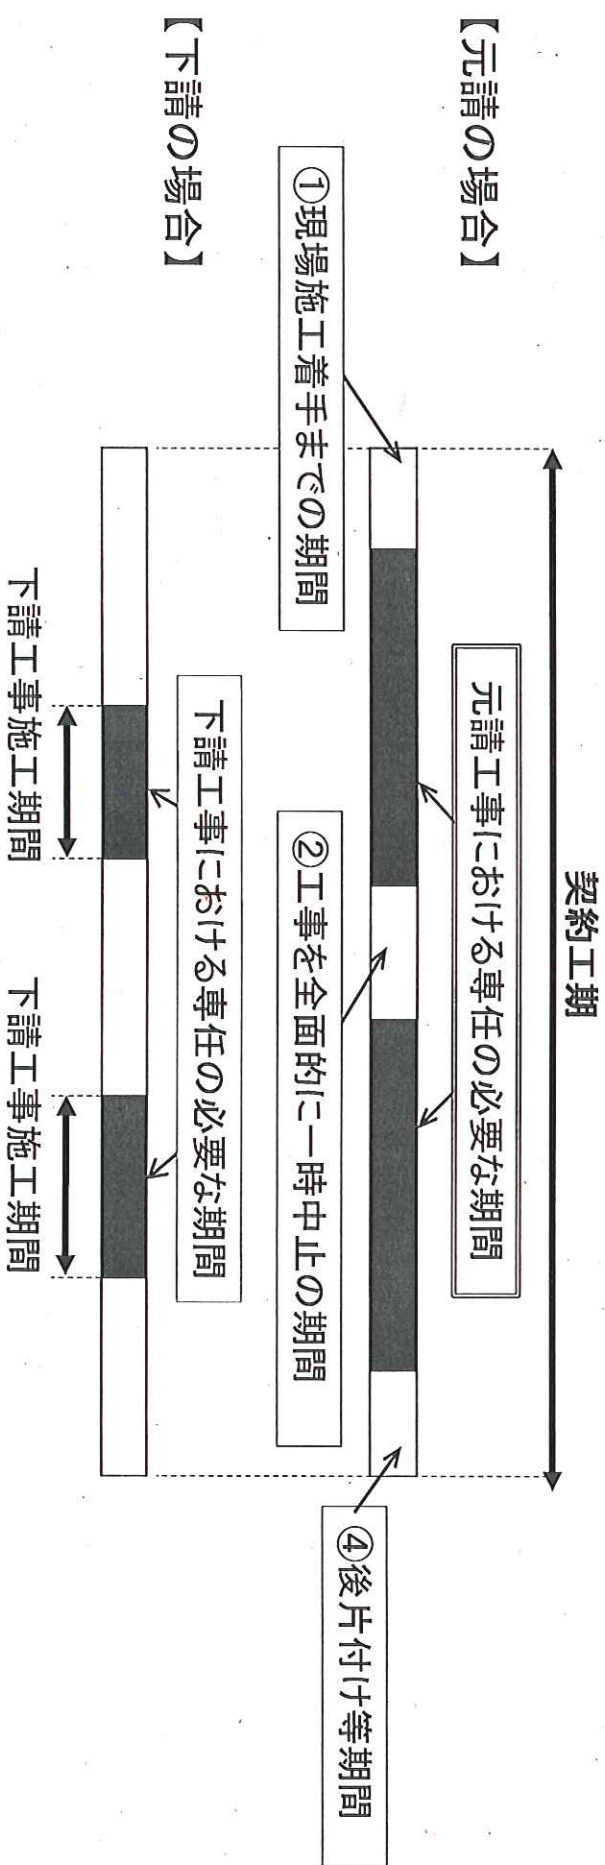 契約工期
【元請の場合】
元請工事における専任の必要な期間
①現場施工着手までの期間
②工事を全面的に一時中止の期間
④後片付け等期間
【下請の場合】
下請工事における専任の必要な期間
下請工事施工期間
下請工事施工期間